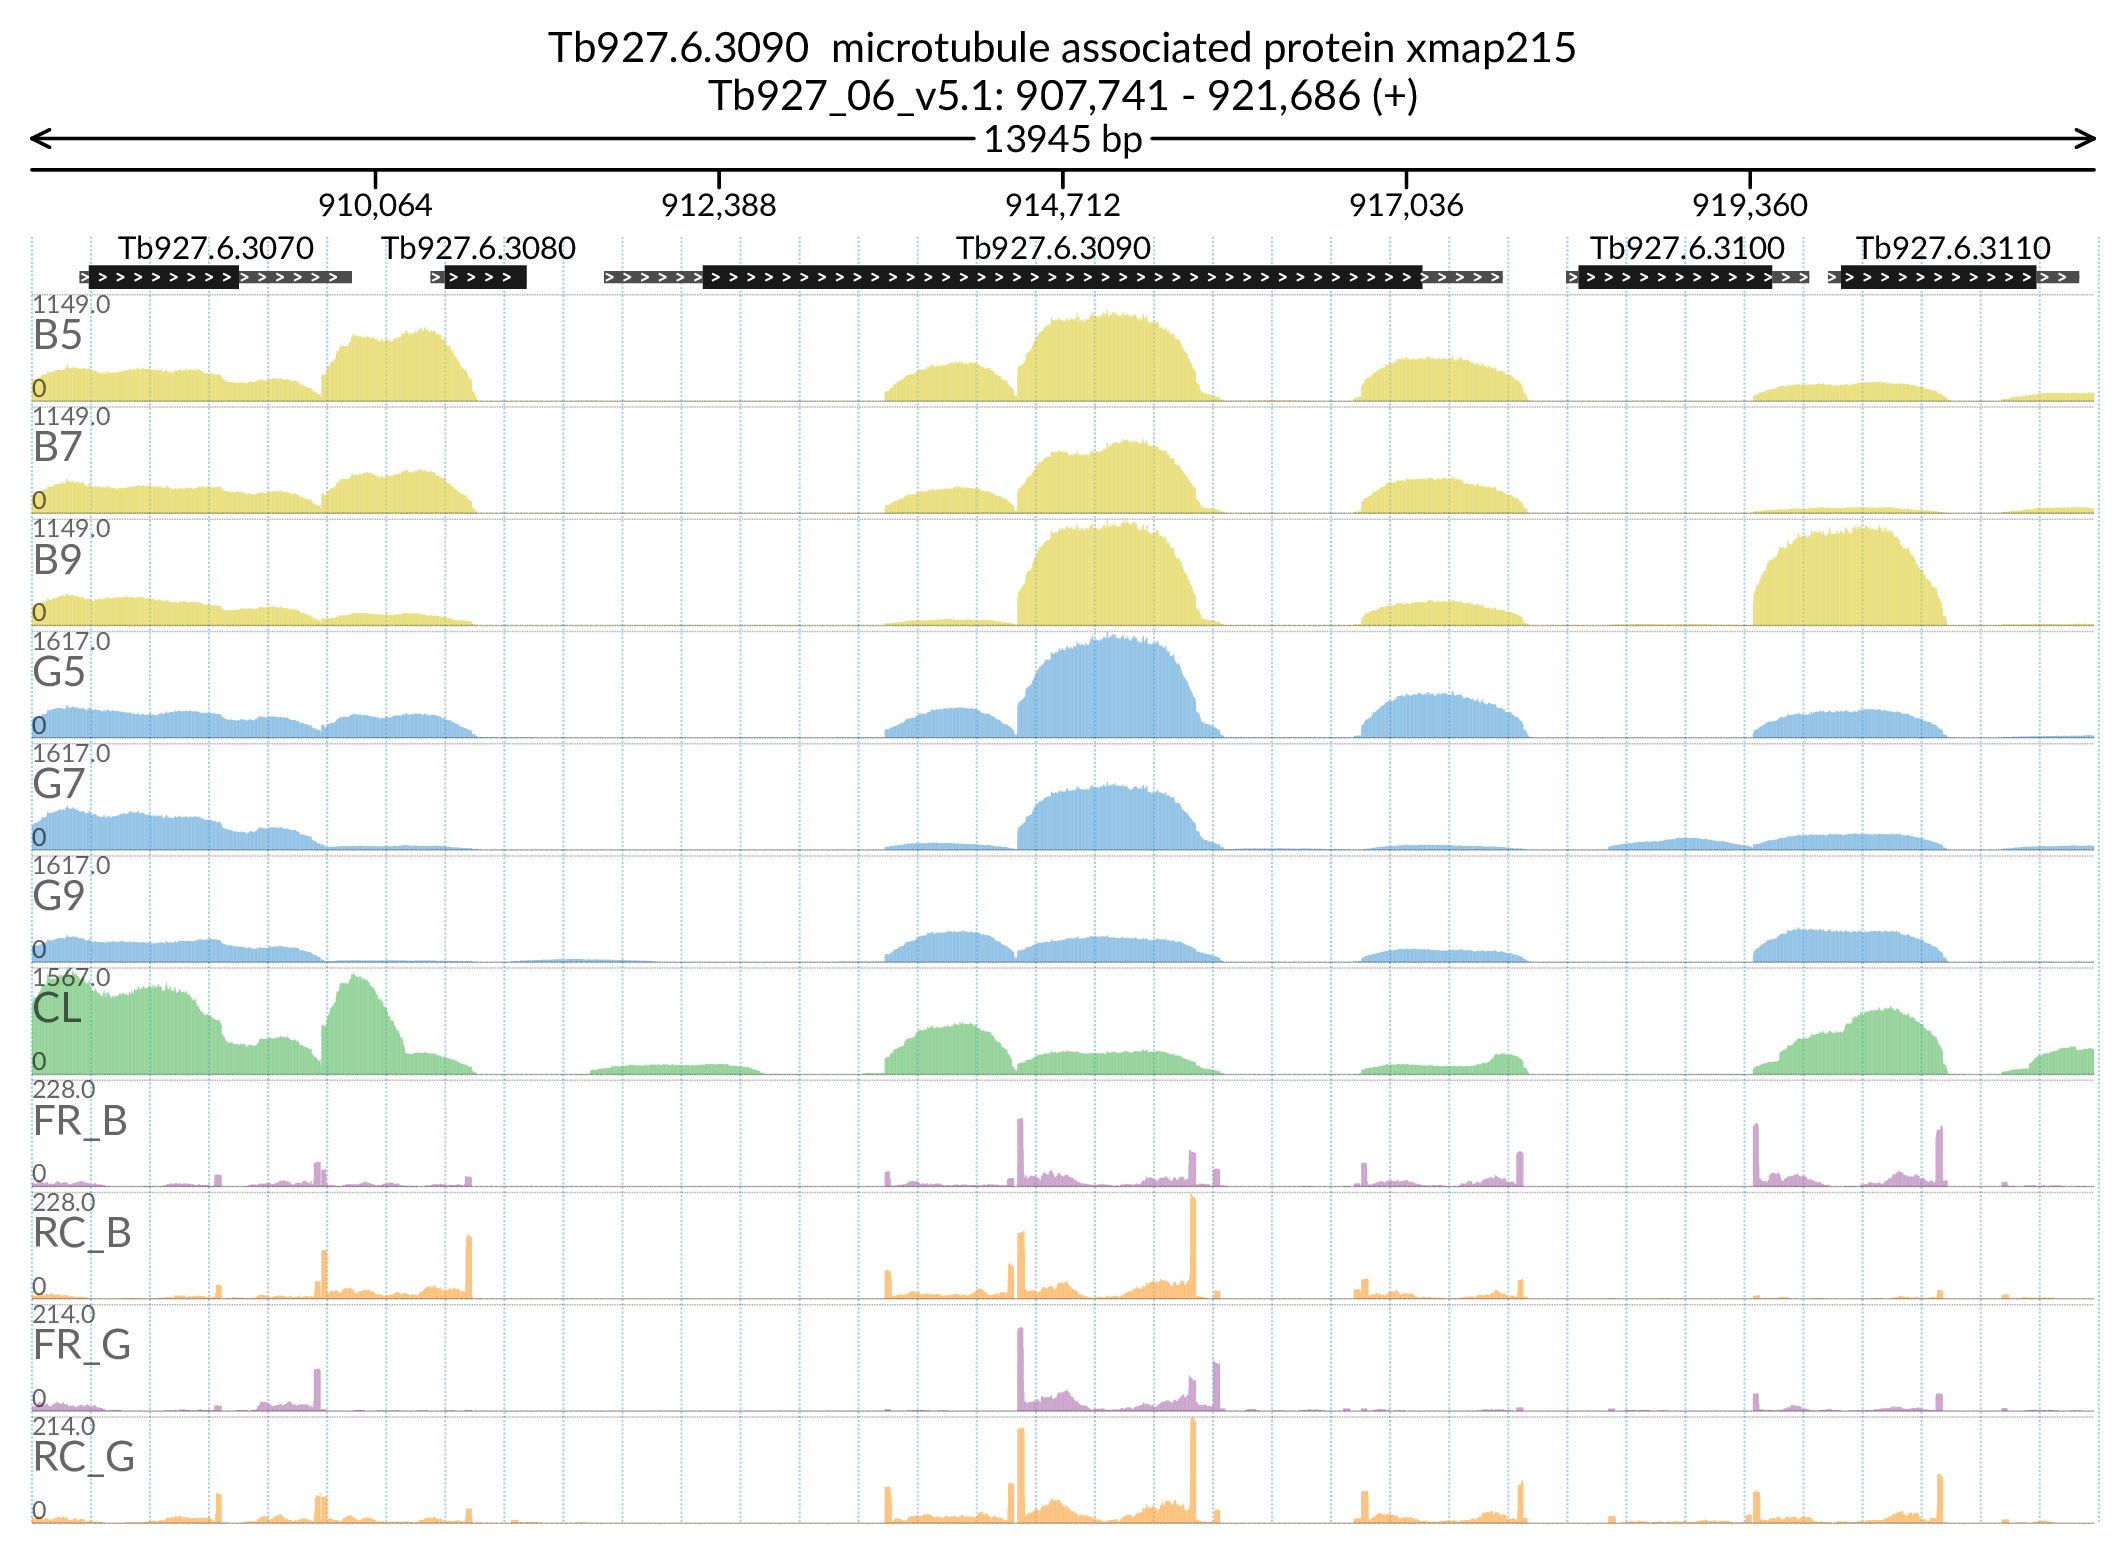 Tb927.6.3090  microtubule associated protein xmap215
Tb927_06_v5.1: 907,741 - 921,686 (+)
13945 bp
910,064 912,388 914,712 917,036 919,360
Tb927.6.3070 Tb927.6.3080 Tb927.6.3090 Tb927.6.3100 Tb927.6.3110
1149.0
B5
0
1149.0
B7
0
1149.0
B9
0
1617.0
G5
0
1617.0
G7
0
1617.0
G9
0
1567.0
CL
0
228.0
FR_B
0
228.0
RC_B
0
214.0
FR_G
0
214.0
RC_G
0